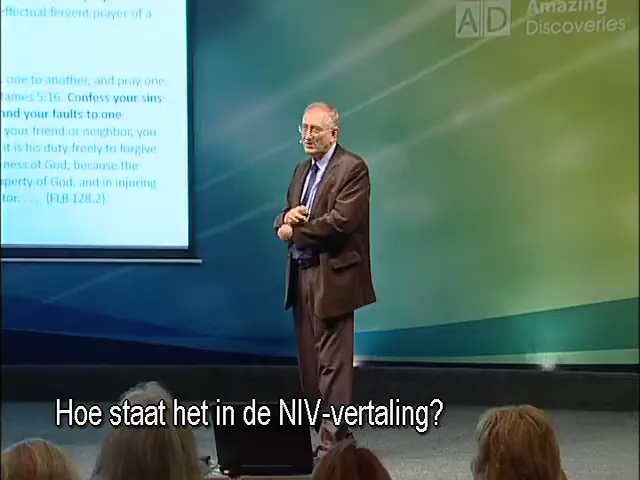 effectual fervent prayer of a
one to another, and pray one
James 5:16. Confess your sins
and your faults to one
your friend or neighbor, you
it is his duty freely to forgive
ness of God, because the
perty of God, and in injuring
tor. . . . {FLB 128.2}
AD Amazing
Discoveries
Hoe staat het in de NIV-vertaling?